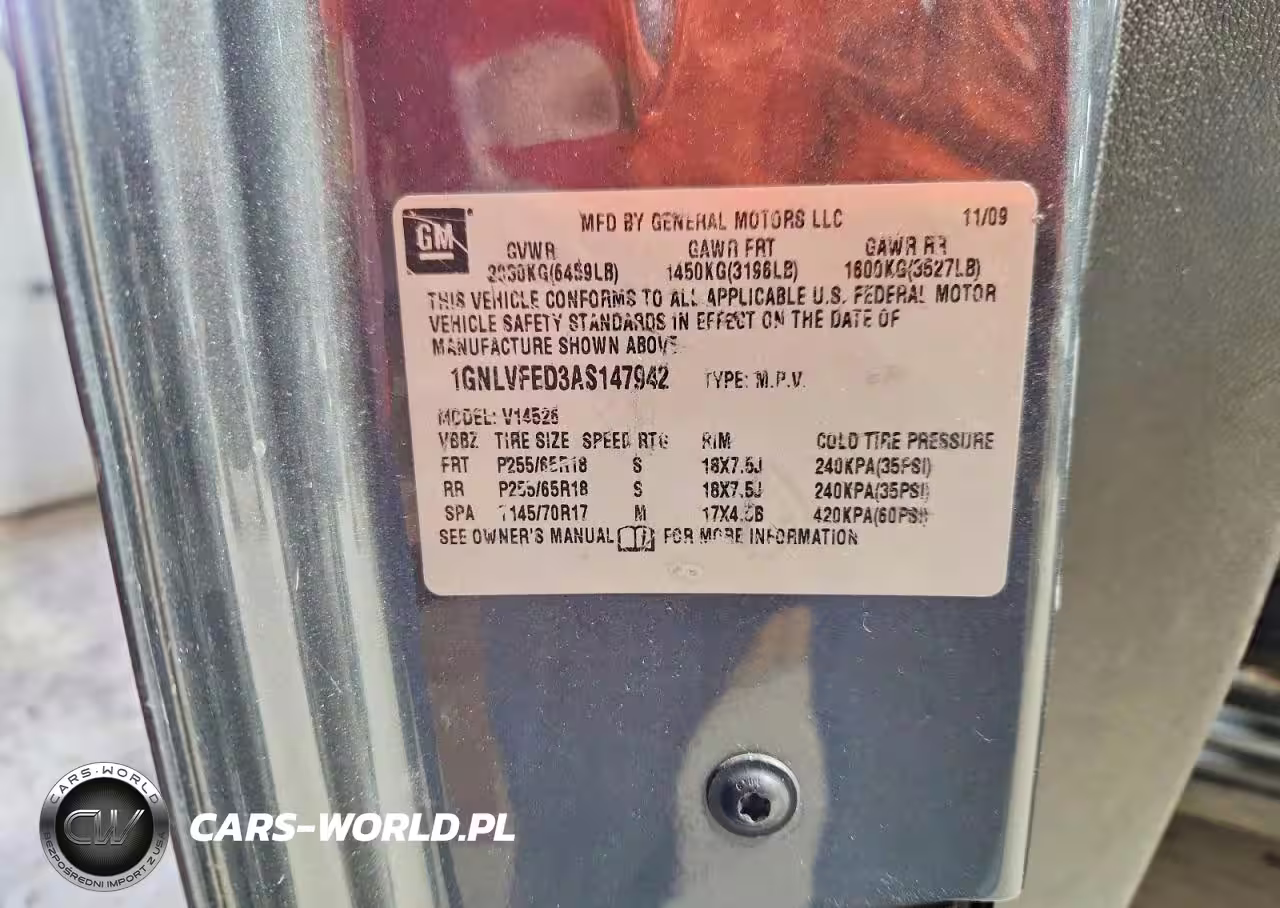 GM
MFD BY GENERAL MOTORS LLC 11/09
GVWR GAWR FRT GAWR RR
2930KG(6459LB) 1450KG(3196LB) 1600KG(3527LB)
THIS VEHICLE CONFORMS TO ALL APPLICABLE U.S. FEDERAL MOTOR
VEHICLE SAFETY STANDARDS IN EFFECT ON THE DATE OF
MANUFACTURE SHOWN ABOVE.
1GNLVFED3AS147942 TYPE: M.P.V.
MODEL: V14526
VBBZ TIRE SIZE SPEED RTG RIM COLD TIRE PRESSURE
FRT P255/65R18 S 18X7.5J 240KPA(35PSI)
RR P255/65R18 S 18X7.5J 240KPA(35PSI)
SPA T145/70R17 M 17X4.5B 420KPA(60PSI)
SEE OWNER'S MANUAL FOR MORE INFORMATION
CARS-WORLD
CW
BEZPOŚREDNI IMPORT Z USA
CARS-WORLD.PL